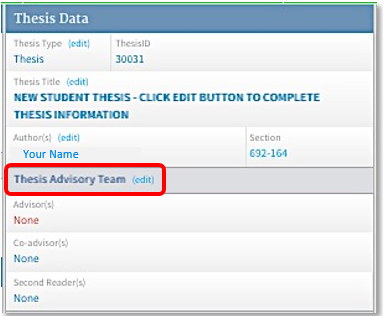 Thesis Data
Thesis Type (edit) ThesisID
Thesis 30031
Thesis Title (edit)
NEW STUDENT THESIS - CLICK EDIT BUTTON TO COMPLETE
THESIS INFORMATION
Author(s) (edit) Section
Your Name 692-164
Thesis Advisory Team (edit)
Advisor(s)
None
Co-advisor(s)
None
Second Reader(s)
None